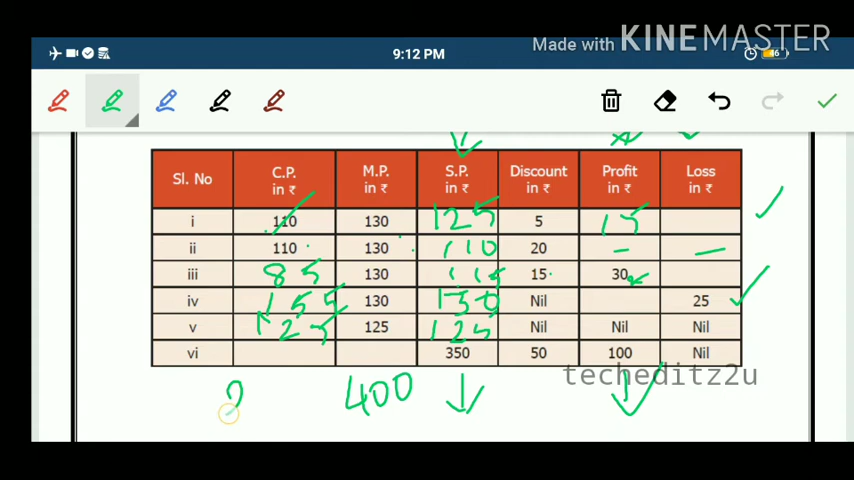 Made with KINEMASTER
9:12 PM
46
Sl. No C.P. in ₹ M.P. in ₹ S.P. in ₹ Discount in ₹ Profit in ₹ Loss in ₹
i 110 130 125 5 15
ii 110 130 110 20 – –
iii 85 130 115 15 30
iv 155 130 130 Nil 25
v 125 125 125 Nil Nil Nil
vi 350 50 100 Nil
techeditz2u
400